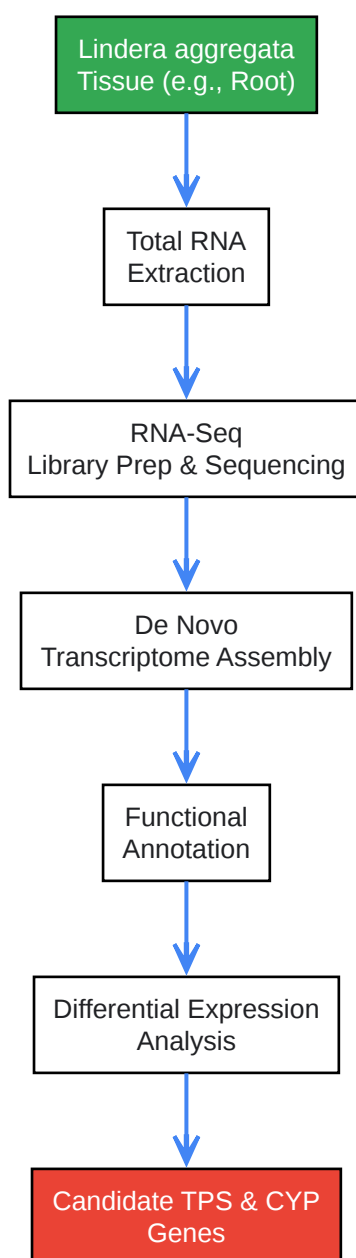 Lindera aggregata
Tissue (e.g., Root)
Total RNA
Extraction
RNA-Seq
Library Prep & Sequencing
De Novo
Transcriptome Assembly
Functional
Annotation
Differential Expression
Analysis
Candidate TPS & CYP
Genes